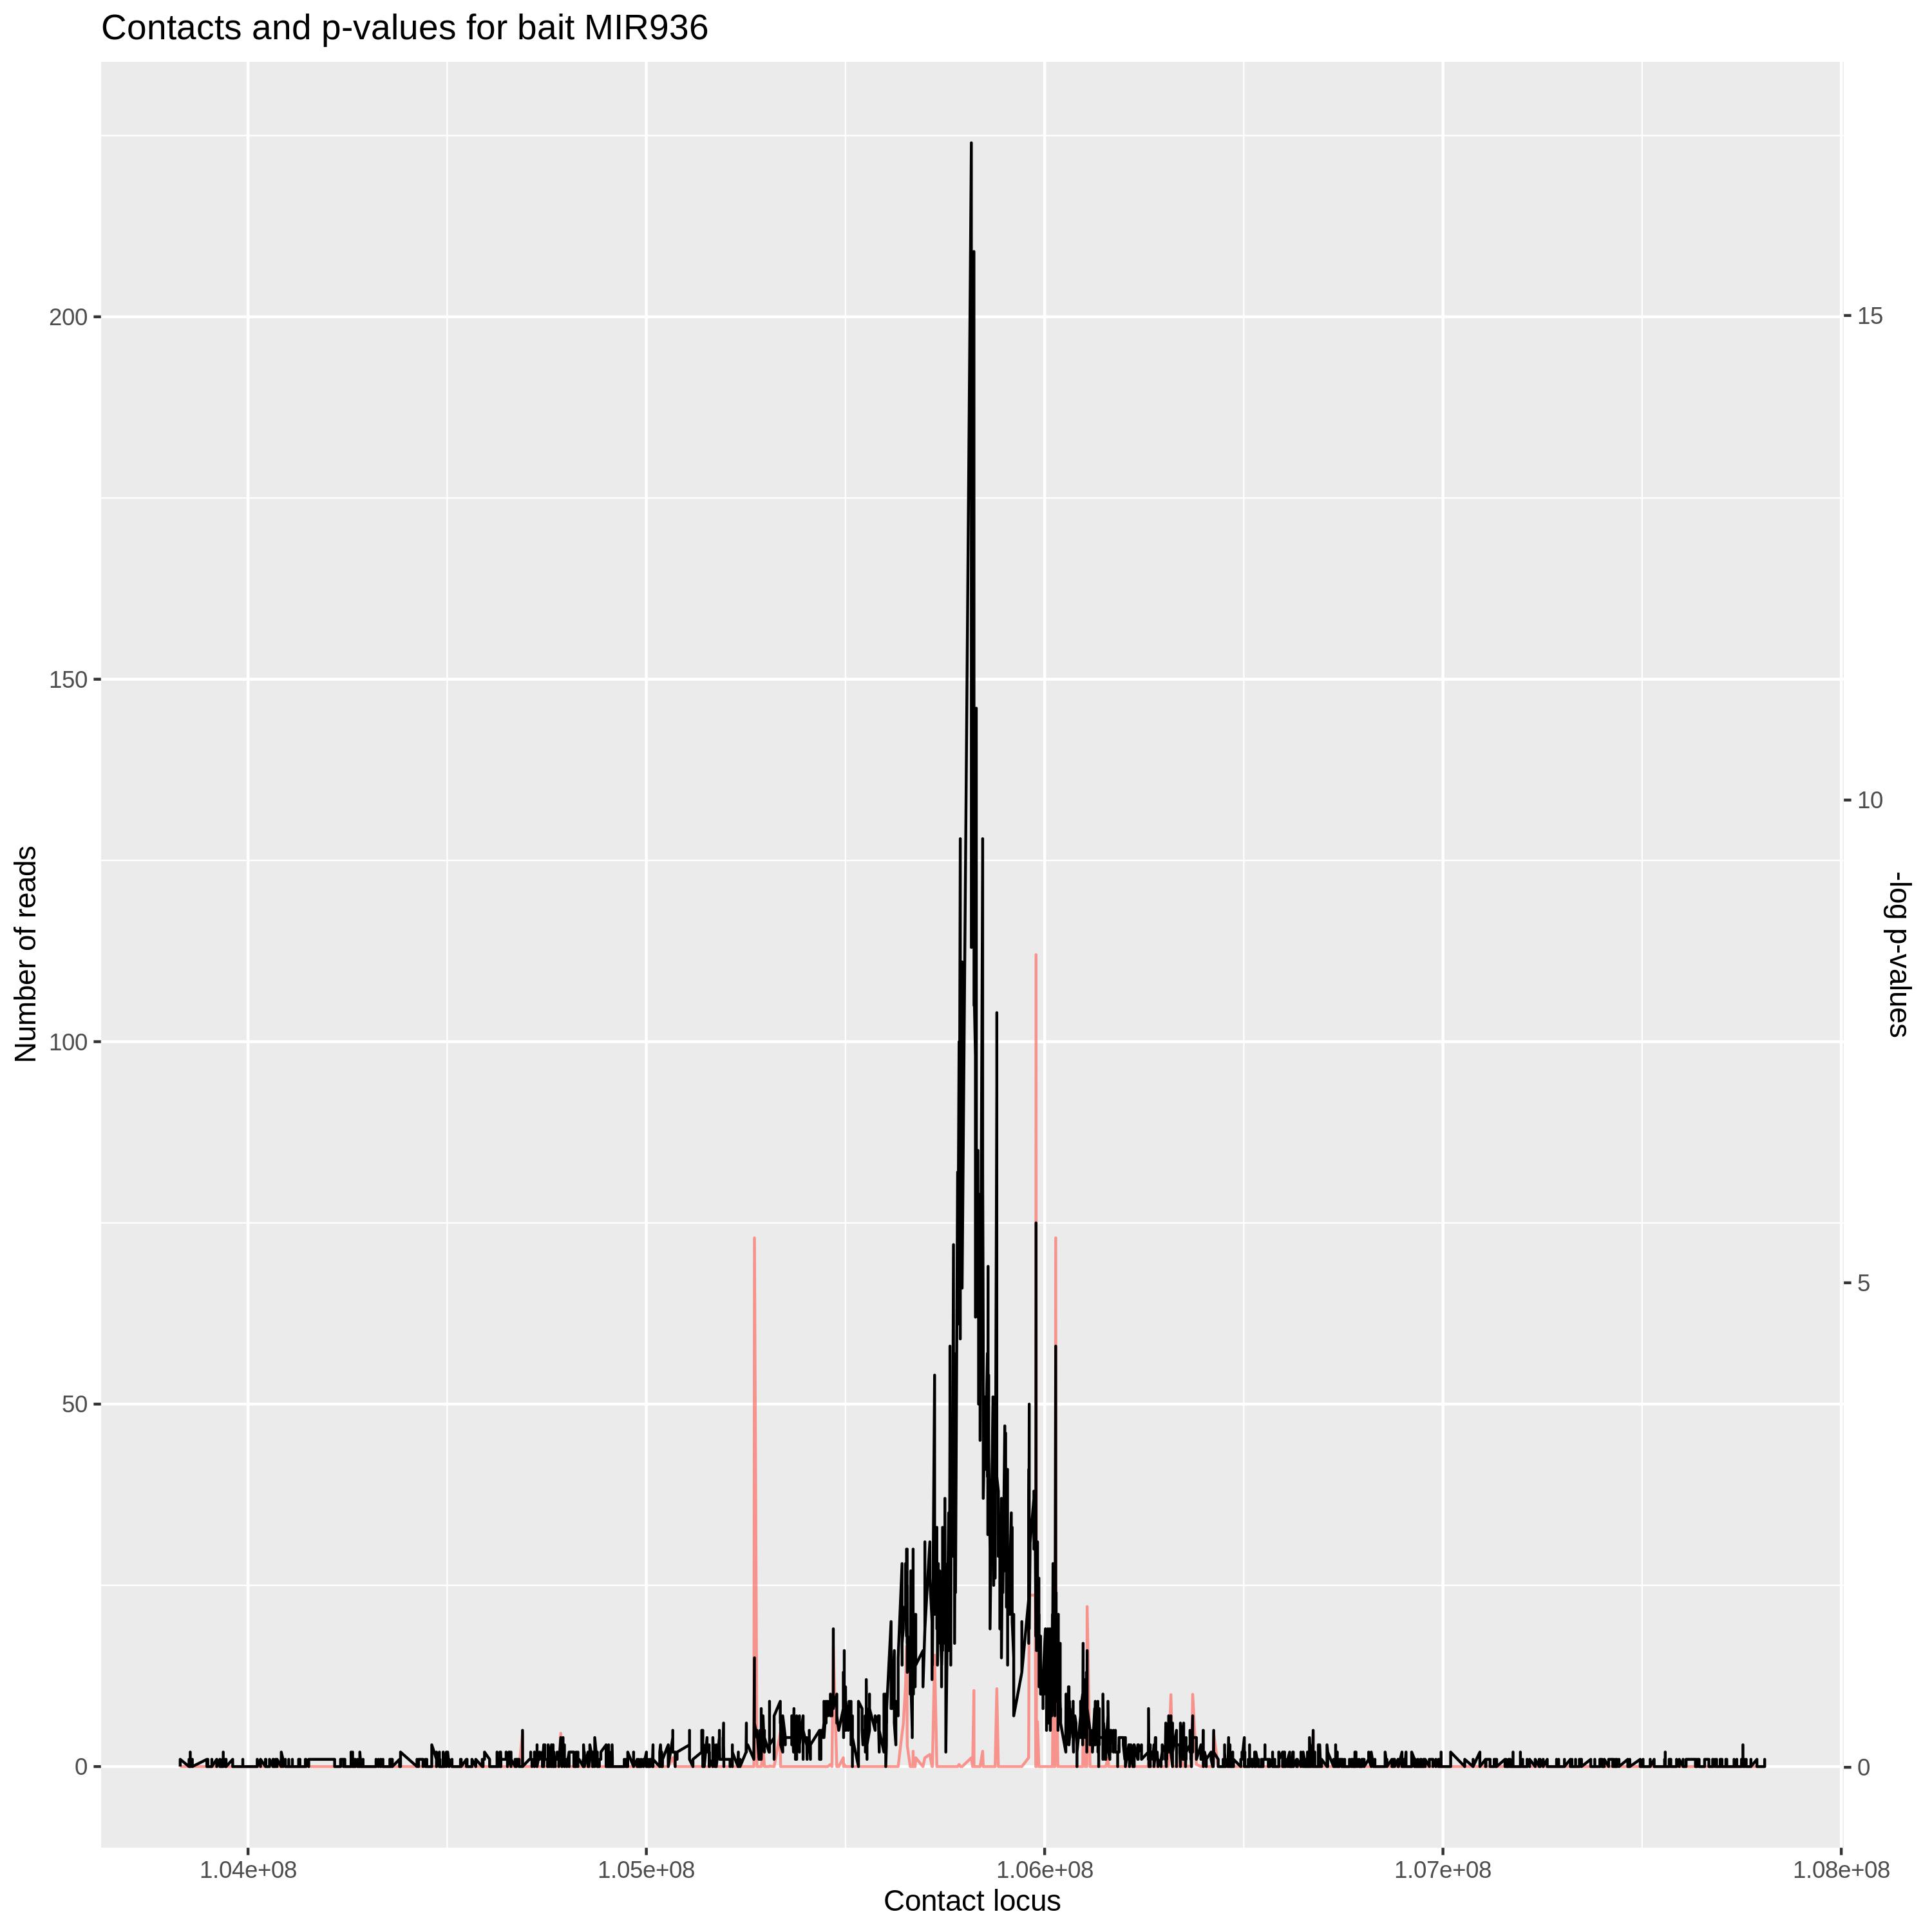 Contacts and p-values for bait MIR936
200
150
100
50
0
Number of reads
15
10
5
0
-log p-values
1.04e+08
1.05e+08
1.06e+08
1.07e+08
1.08e+08
Contact locus